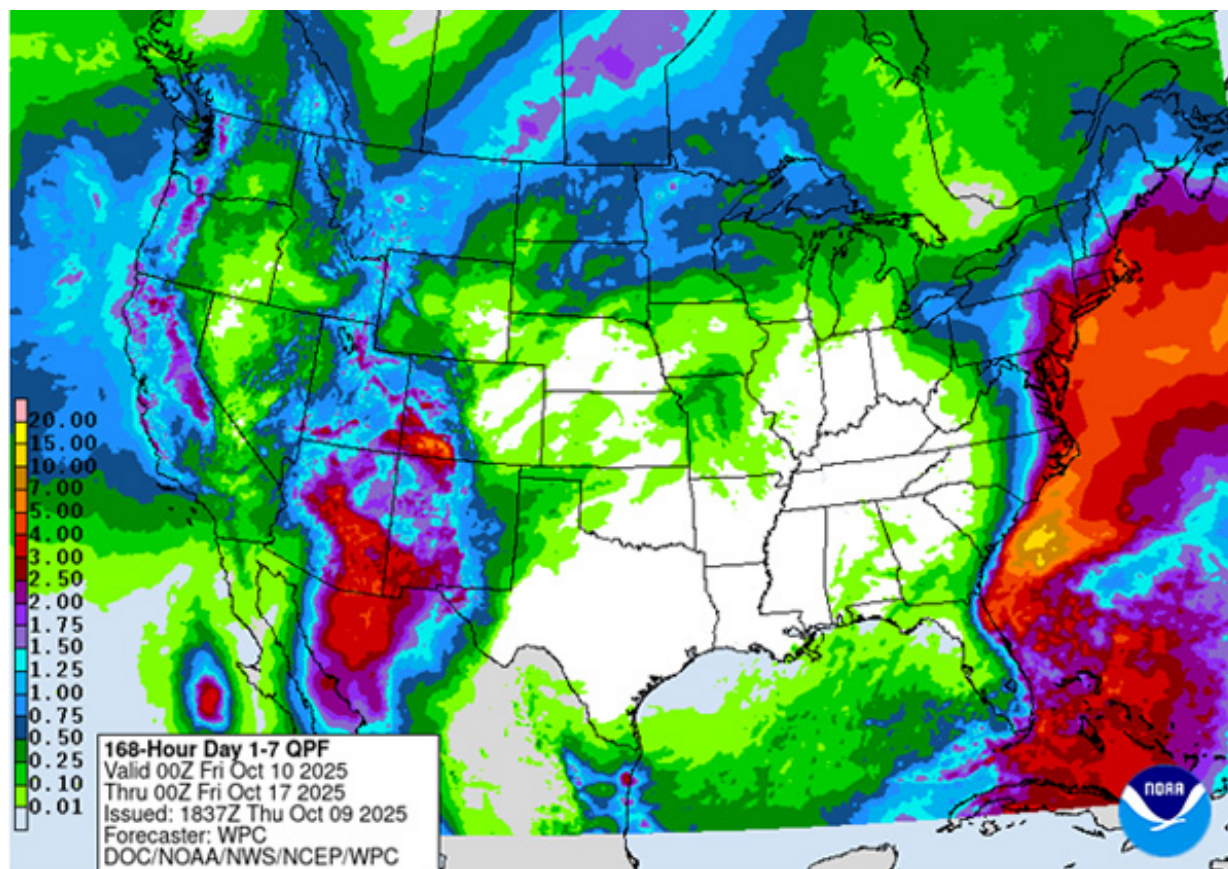 20.00
15.00
10.00
7.00
5.00
4.00
3.00
2.50
2.00
1.75
1.50
1.25
1.00
0.75
0.50
0.25
0.10
0.01
168-Hour Day 1-7 QPF
Valid 00Z Fri Oct 10 2025
Thru 00Z Fri Oct 17 2025
Issued: 1837Z Thu Oct 09 2025
Forecaster: WPC
DOC/NOAA/NWS/NCEP/WPC
NOAA